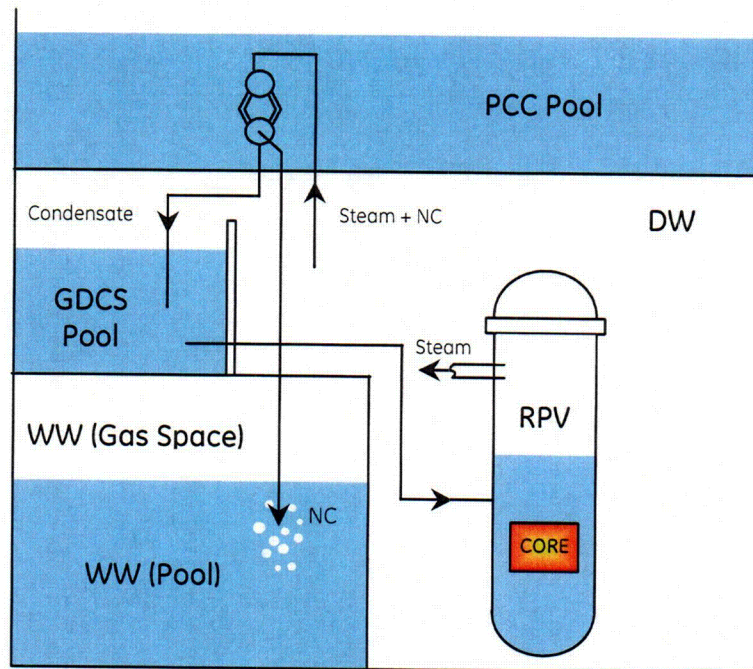 PCC Pool
Condensate
Steam + NC
DW
GDCS
Pool
Steam
RPV
WW (Gas Space)
NC
CORE
WW (Pool)